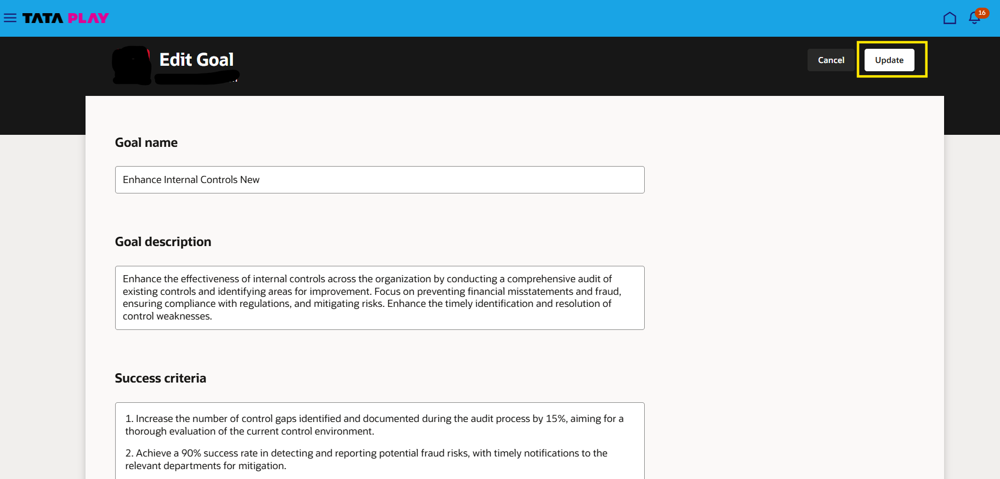 TATA PLAY
16
Edit Goal
Cancel
Update
Goal name
Enhance Internal Controls New
Goal description
Enhance the effectiveness of internal controls across the organization by conducting a comprehensive audit of
existing controls and identifying areas for improvement. Focus on preventing financial misstatements and fraud,
ensuring compliance with regulations, and mitigating risks. Enhance the timely identification and resolution of
control weaknesses.
Success criteria
1. Increase the number of control gaps identified and documented during the audit process by 15%, aiming for a
thorough evaluation of the current control environment.
2. Achieve a 90% success rate in detecting and reporting potential fraud risks, with timely notifications to the
relevant departments for mitigation.